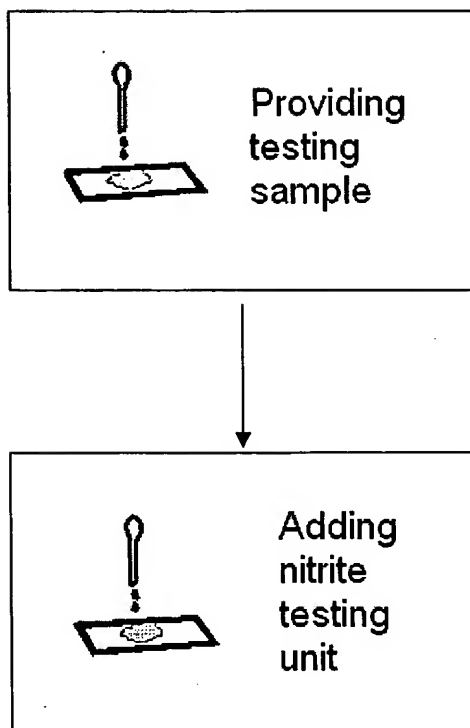 Providing
testing
sample
Adding
nitrite
testing
unit